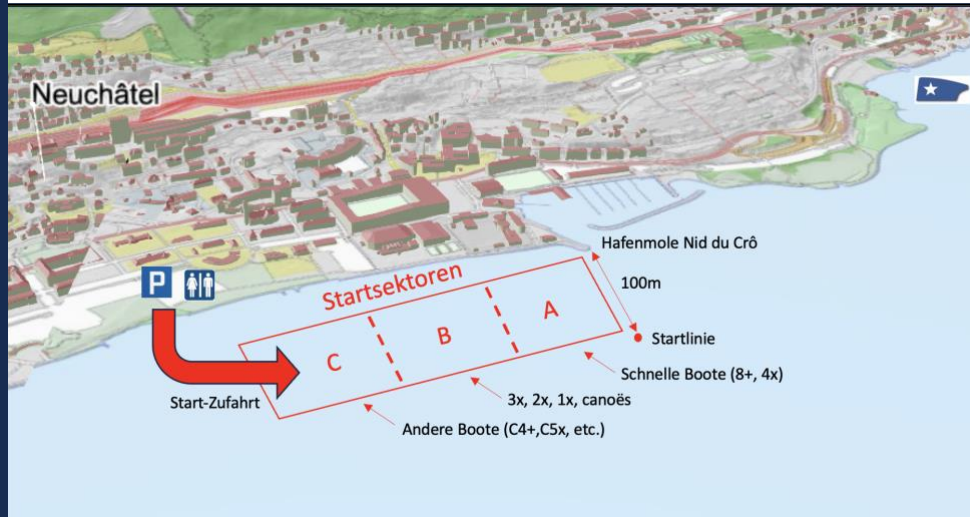 Neuchâtel
Hafenmole Nid du Crô
P
Startsektoren
100m
A
B
C
Startlinie
Schnelle Boote (8+, 4x)
Start-Zufahrt
3x, 2x, 1x, canoës
Andere Boote (C4+,C5x, etc.)